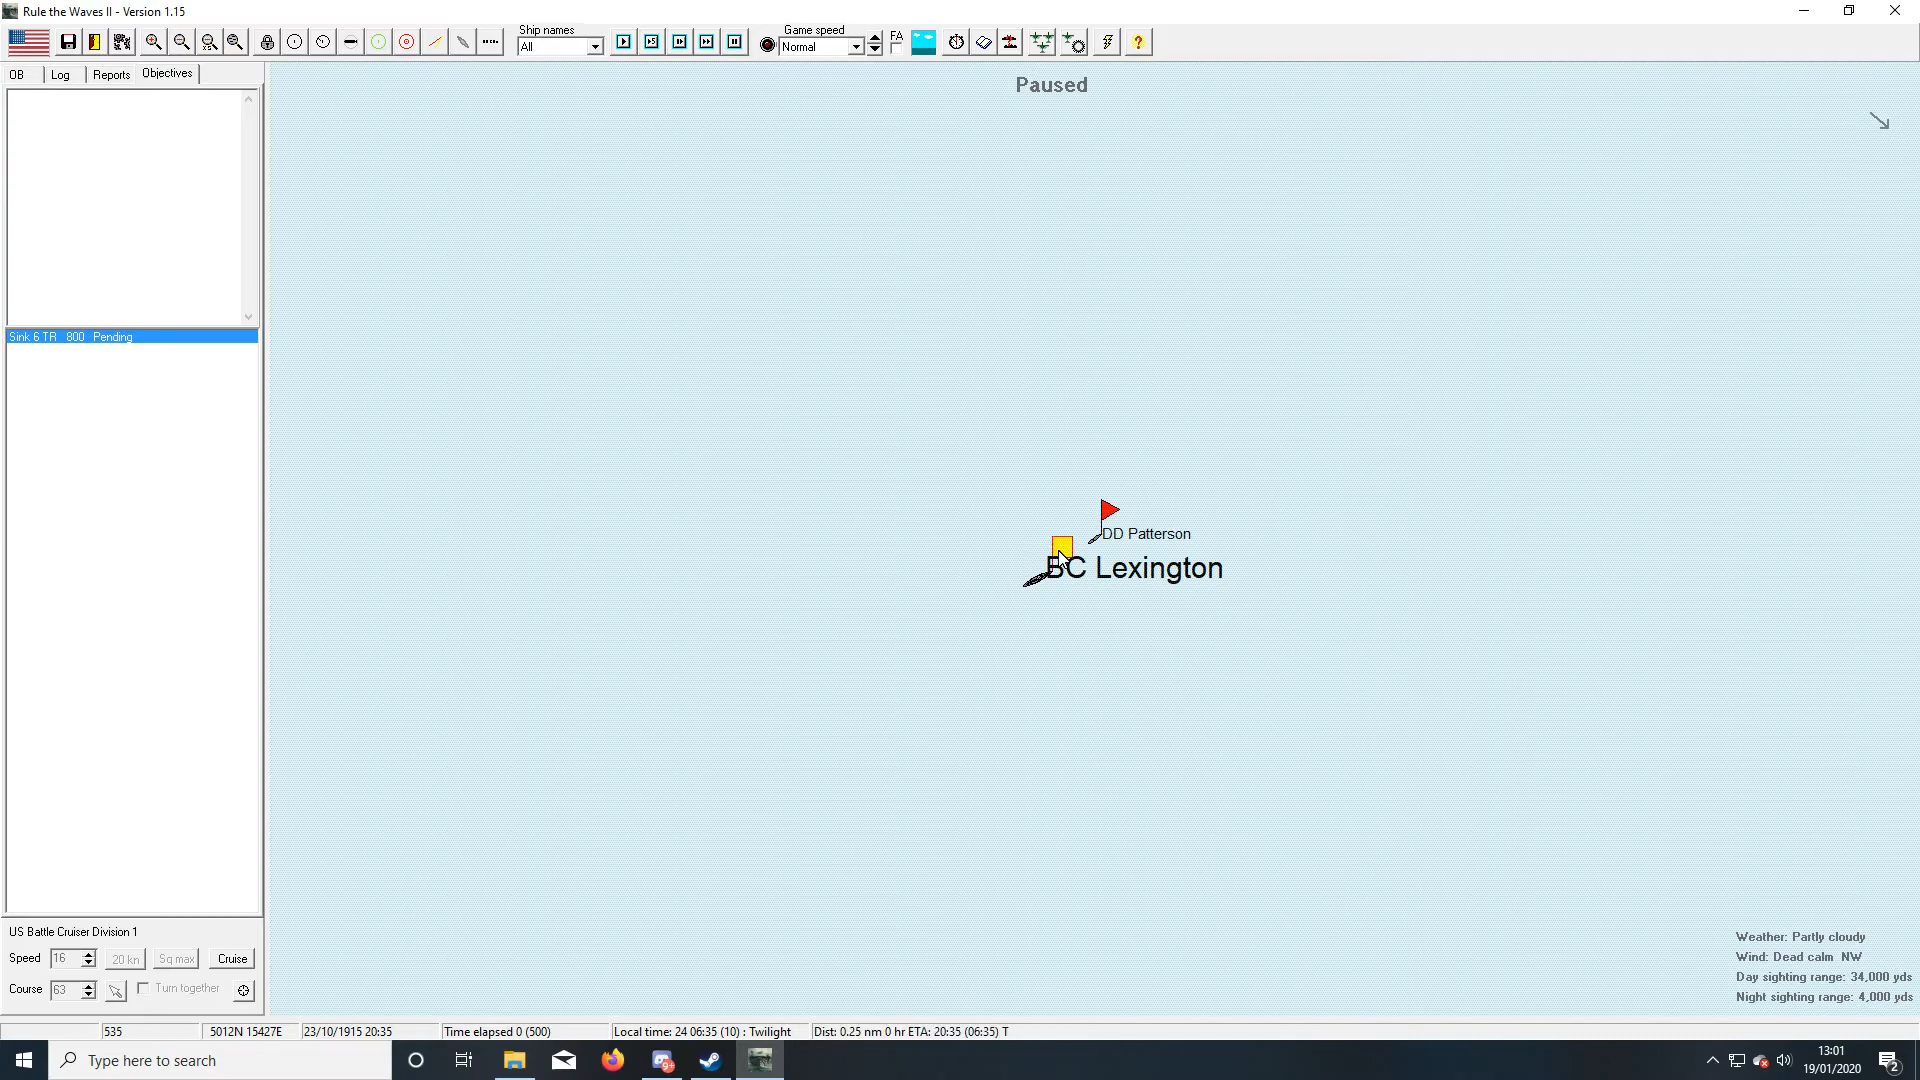 Rule the Waves II - Version 1.15
Ship names
All
Game speed
Normal
FA
OB
Log
Reports
Objectives
Paused
Sink 6 TR 800 Pending
DD Patterson
BC Lexington
US Battle Cruiser Division 1
Speed 16 20 kn Sq max Cruise
Course 63 Turn together
Weather: Partly cloudy
Wind: Dead calm NW
Day sighting range: 34,000 yds
Night sighting range: 4,000 yds
535 5012N 15427E 23/10/1915 20:35 Time elapsed 0 (500) Local time: 24 06:35 (10) : Twilight Dist: 0.25 nm 0 hr ETA: 20:35 (06:35) T
Type here to search
9+
13:01
19/01/2020
2